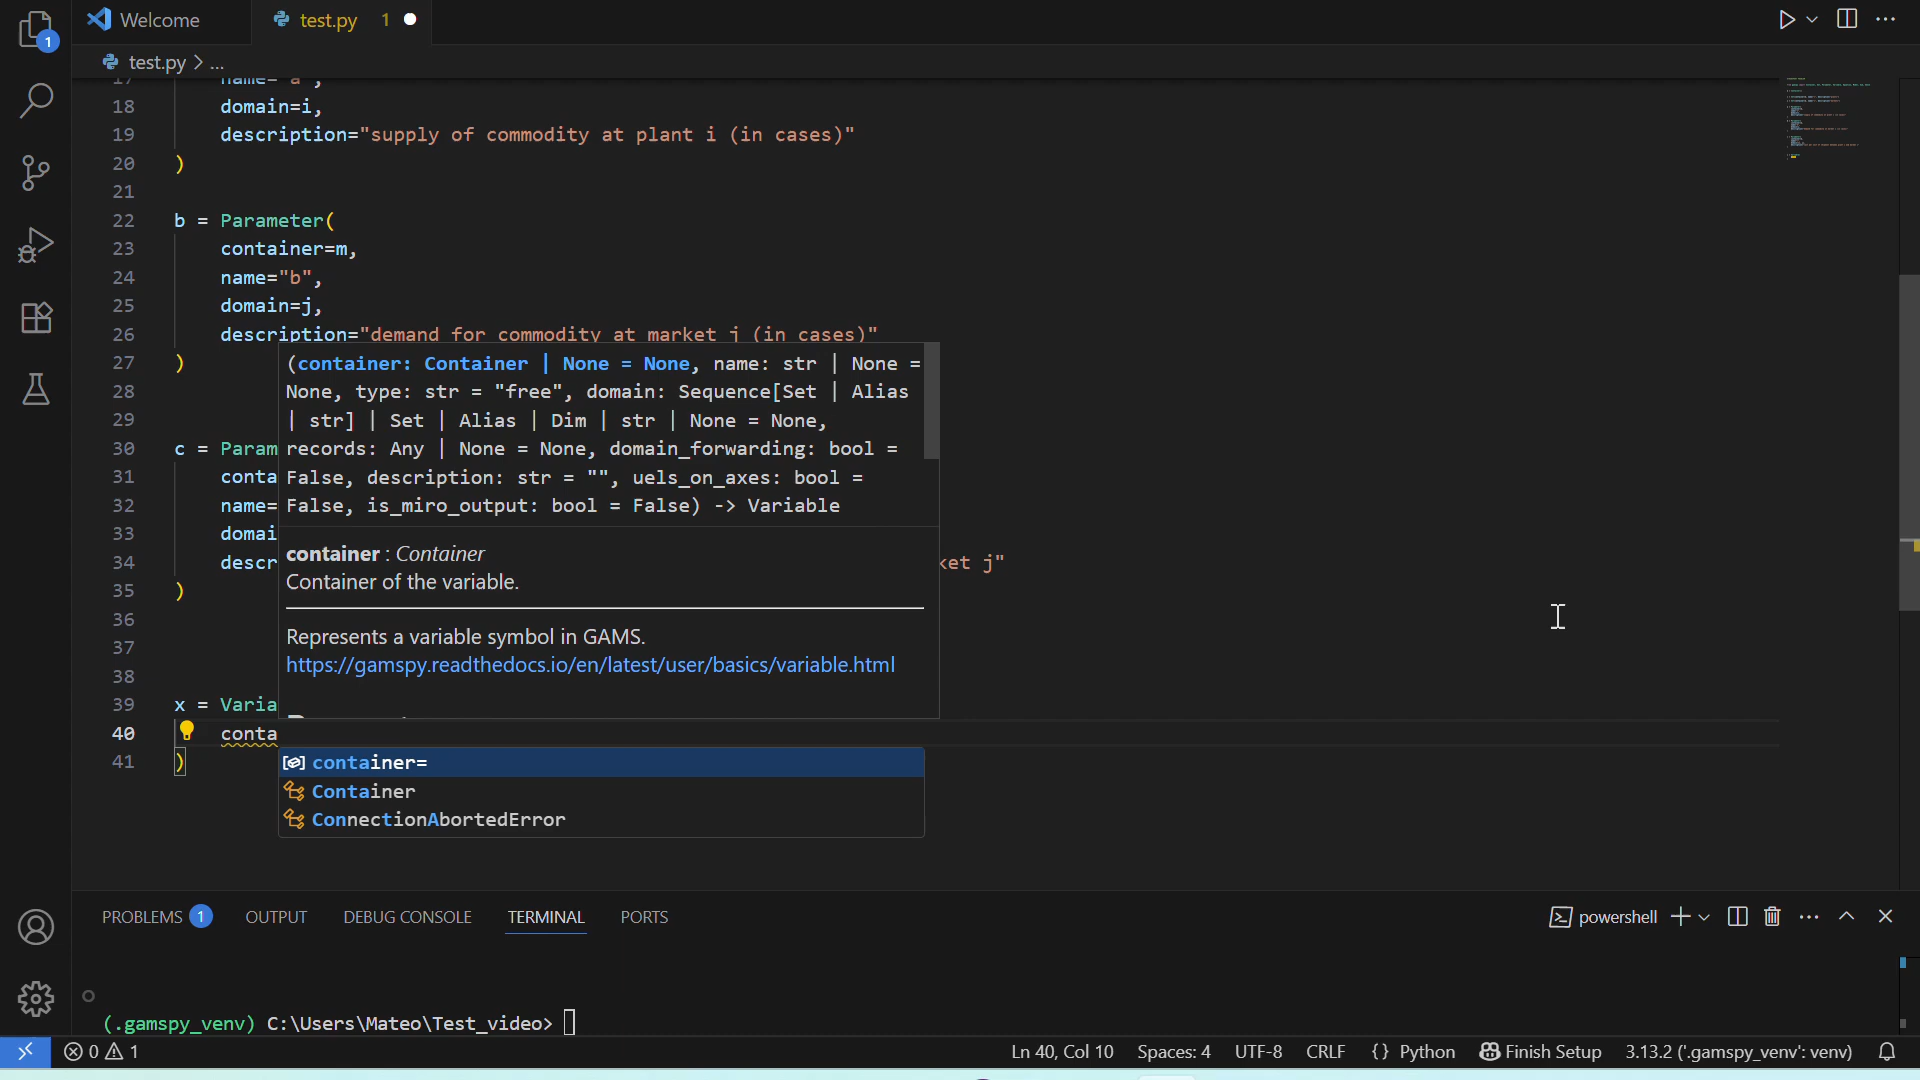 1
Welcome
test.py 1
test.py > ...
17 name="a",
18 domain=i,
19 description="supply of commodity at plant i (in cases)"
20 )
21
22 b = Parameter(
23 container=m,
24 name="b",
25 domain=j,
26 description="demand for commodity at market j (in cases)"
27 )
28
29
30 c = Param
31 conta
32 name=
33 domai
34 descr ket j"
35 )
36
37
38
39 x = Varia
40 conta
41 )
(container: Container | None = None, name: str | None =
None, type: str = "free", domain: Sequence[Set | Alias
| str] | Set | Alias | Dim | str | None = None,
records: Any | None = None, domain_forwarding: bool =
False, description: str = "", uels_on_axes: bool =
False, is_miro_output: bool = False) -> Variable
container : Container
Container of the variable.
Represents a variable symbol in GAMS.
https://gamspy.readthedocs.io/en/latest/user/basics/variable.html
container=
Container
ConnectionAbortedError
PROBLEMS 1 OUTPUT DEBUG CONSOLE TERMINAL PORTS
powershell
(.gamspy_venv) C:\Users\Mateo\Test_video>
0 1
Ln 40, Col 10 Spaces: 4 UTF-8 CRLF {} Python Finish Setup 3.13.2 ('.gamspy_venv': venv)